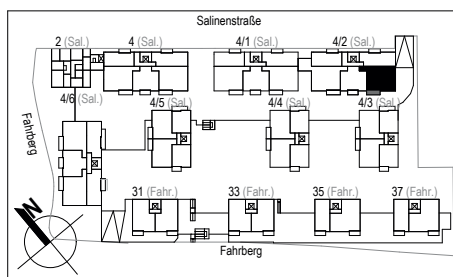 Salinenstraße
2 (Sal.) 4 (Sal.) 4/1 (Sal.) 4/2 (Sal.)
4/6 (Sal.) 4/5 (Sal.) 4/4 (Sal.) 4/3 (Sal.)
Fahrberg
31 (Fahr.) 33 (Fahr.) 35 (Fahr.) 37 (Fahr.)
N
Fahrberg